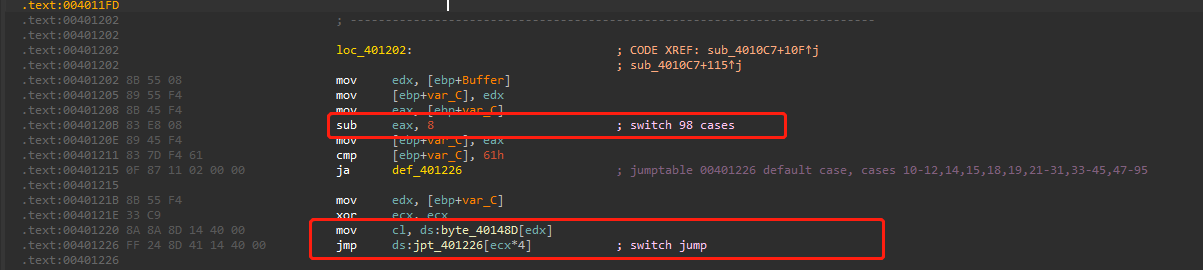 .text:004011FD
.text:00401202 ; ---------------------------------------------------------------------------
.text:00401202
.text:00401202 loc_401202: ; CODE XREF: sub_4010C7+10F↑j
.text:00401202 ; sub_4010C7+115↑j
.text:00401202 8B 55 08 mov edx, [ebp+Buffer]
.text:00401205 89 55 F4 mov [ebp+var_C], edx
.text:00401208 8B 45 F4 mov eax, [ebp+var_C]
.text:0040120B 83 E8 08 sub eax, 8 ; switch 98 cases
.text:0040120E 89 45 F4 mov [ebp+var_C], eax
.text:00401211 83 7D F4 61 cmp [ebp+var_C], 61h
.text:00401215 0F 87 11 02 00 00 ja def_401226 ; jumptable 00401226 default case, cases 10-12,14,15,18,19,21-31,33-45,47-95
.text:00401215
.text:0040121B 8B 55 F4 mov edx, [ebp+var_C]
.text:0040121E 33 C9 xor ecx, ecx
.text:00401220 8A 8A 8D 14 40 00 mov cl, ds:byte_40148D[edx]
.text:00401226 FF 24 8D 41 14 40 00 jmp ds:jpt_401226[ecx*4] ; switch jump
.text:00401226